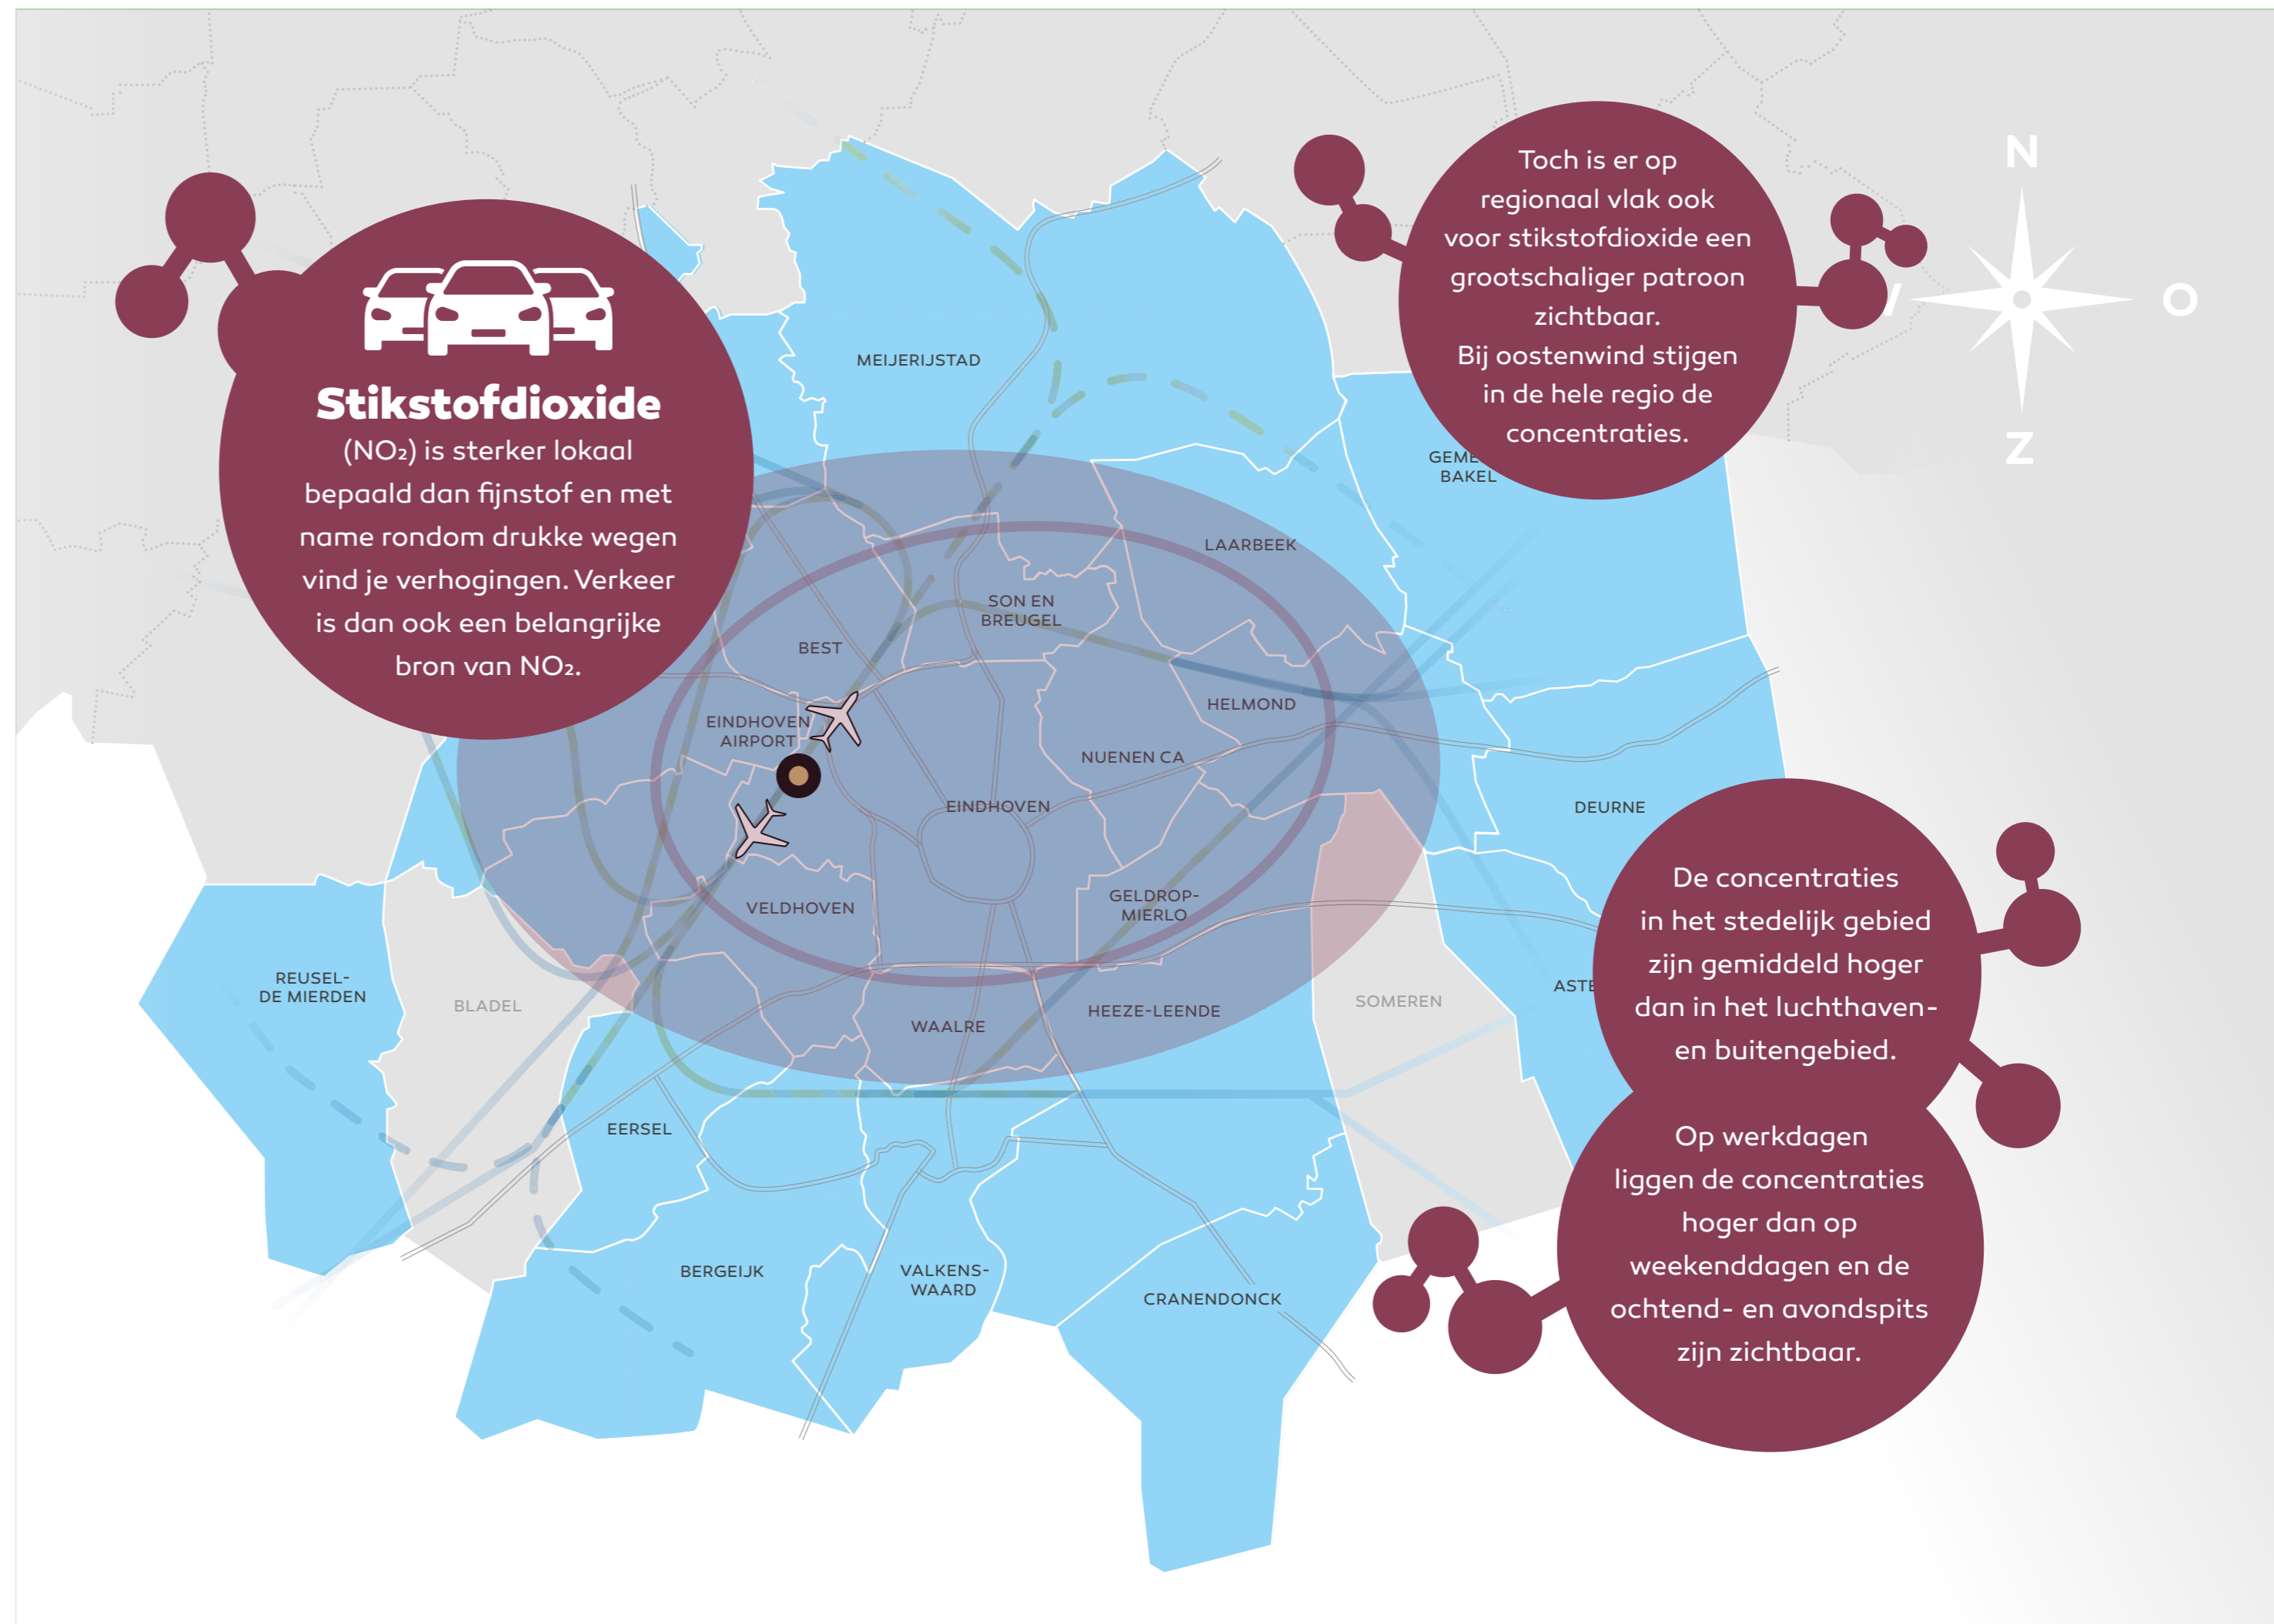 Stikstofdioxide
(NO₂) is sterker lokaal
bepaald dan fijnstof en met
name rondom drukke wegen
vind je verhogingen. Verkeer
is dan ook een belangrijke
bron van NO₂.
Toch is er op
regionaal vlak ook
voor stikstofdioxide een
grootschaliger patroon
zichtbaar.
Bij oostenwind stijgen
in de hele regio de
concentraties.
N
O
Z
MEIJERIJSTAD
BAKEL
LAARBEEK
SON EN
BREUGEL
BEST
HELMOND
EINDHOVEN
AIRPORT
NUENEN CA
EINDHOVEN
DEURNE
VELDHOVEN
GELDROP-
MIERLO
REUSEL-
DE MIERDEN
BLADEL
SOMEREN
HEEZE-LEENDE
WAALRE
EERSEL
BERGEIJK
VALKENS-
WAARD
CRANENDONCK
De concentraties
in het stedelijk gebied
zijn gemiddeld hoger
dan in het luchthaven-
en buitengebied.
Op werkdagen
liggen de concentraties
hoger dan op
weekenddagen en de
ochtend- en avondspits
zijn zichtbaar.